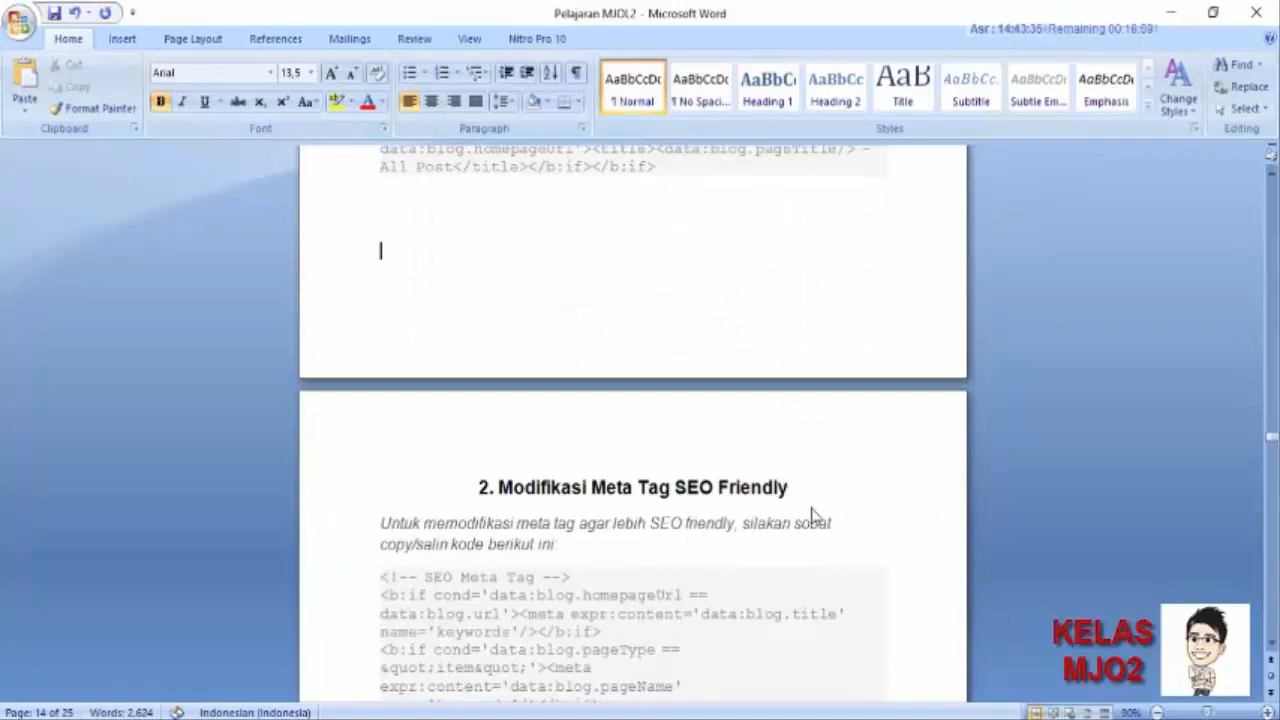 Pelajaran MJOL2 - Microsoft Word
Asr : 14:43:35 Remaining 00:18:59
Home Insert Page Layout References Mailings Review View Nitro Pro 10
Paste
Cut
Copy
Format Painter
Clipboard
Arial 13,5
Font
Paragraph
AaBbCcDc AaBbCcDc AaBbC AaBbCc AaB AaBbCc. AaBbCcDc AaBbCcDc
¶ Normal ¶ No Spaci... Heading 1 Heading 2 Title Subtitle Subtle Em... Emphasis
Change Styles
Styles
Find
Replace
Select
Editing
data:blog.homepageUrl'><title><data:blog.pageTitle/> -
All Post</title></b:if></b:if>
2. Modifikasi Meta Tag SEO Friendly
Untuk memodifikasi meta tag agar lebih SEO friendly, silakan sobat
copy/salin kode berikut ini:
<!-- SEO Meta Tag -->
<b:if cond='data:blog.homepageUrl ==
data:blog.url'><meta expr:content='data:blog.title'
name='keywords'/></b:if>
<b:if cond='data:blog.pageType ==
&quot;item&quot;'><meta
expr:content='data:blog.pageName'
KELAS
MJO2
Page: 14 of 25 Words: 2.624 Indonesian (Indonesia) 90%